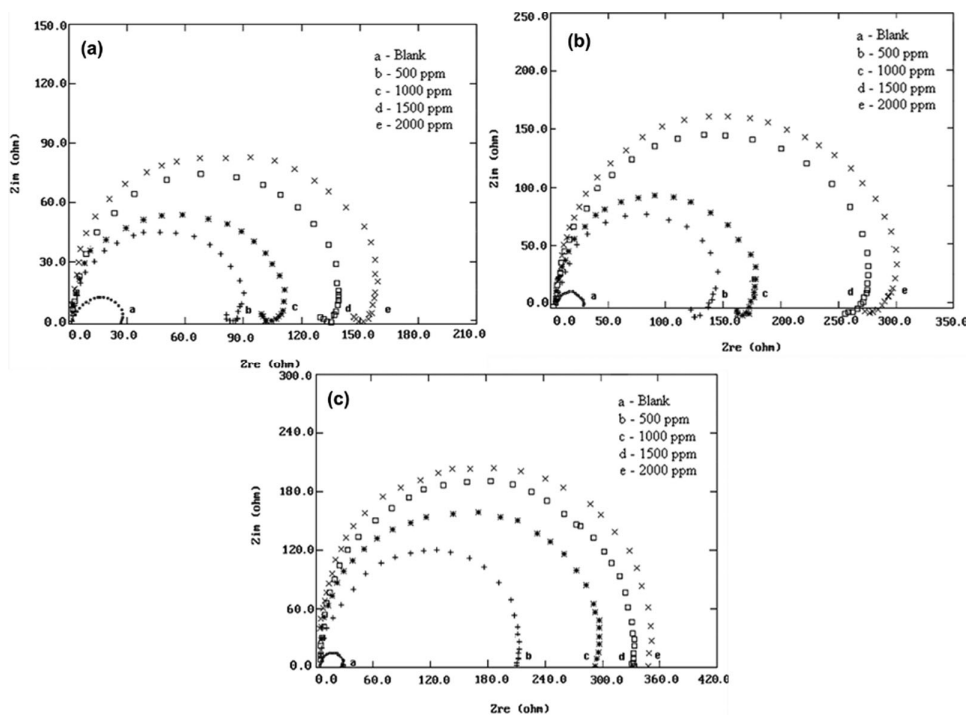 (a)
a - Blank
b - 500 ppm
c - 1000 ppm
d - 1500 ppm
e - 2000 ppm
150.0
120.0
90.0
60.0
30.0
0.0
Zim (ohm)
a
b
c
d
e
0.0 30.0 60.0 90.0 120.0 150.0 180.0 210.0
Zre (ohm)
(b)
a - Blank
b - 500 ppm
c - 1000 ppm
d - 1500 ppm
e - 2000 ppm
250.0
200.0
150.0
100.0
50.0
0.0
Zim (ohm)
a
b
c
d
e
0.0 50.0 100.0 150.0 200.0 250.0 300.0 350.0
Zre (ohm)
(c)
a - Blank
b - 500 ppm
c - 1000 ppm
d - 1500 ppm
e - 2000 ppm
300.0
240.0
180.0
120.0
60.0
0.0
Zim (ohm)
a
b
c
d
e
0.0 60.0 120.0 180.0 240.0 300.0 360.0 420.0
Zre (ohm)